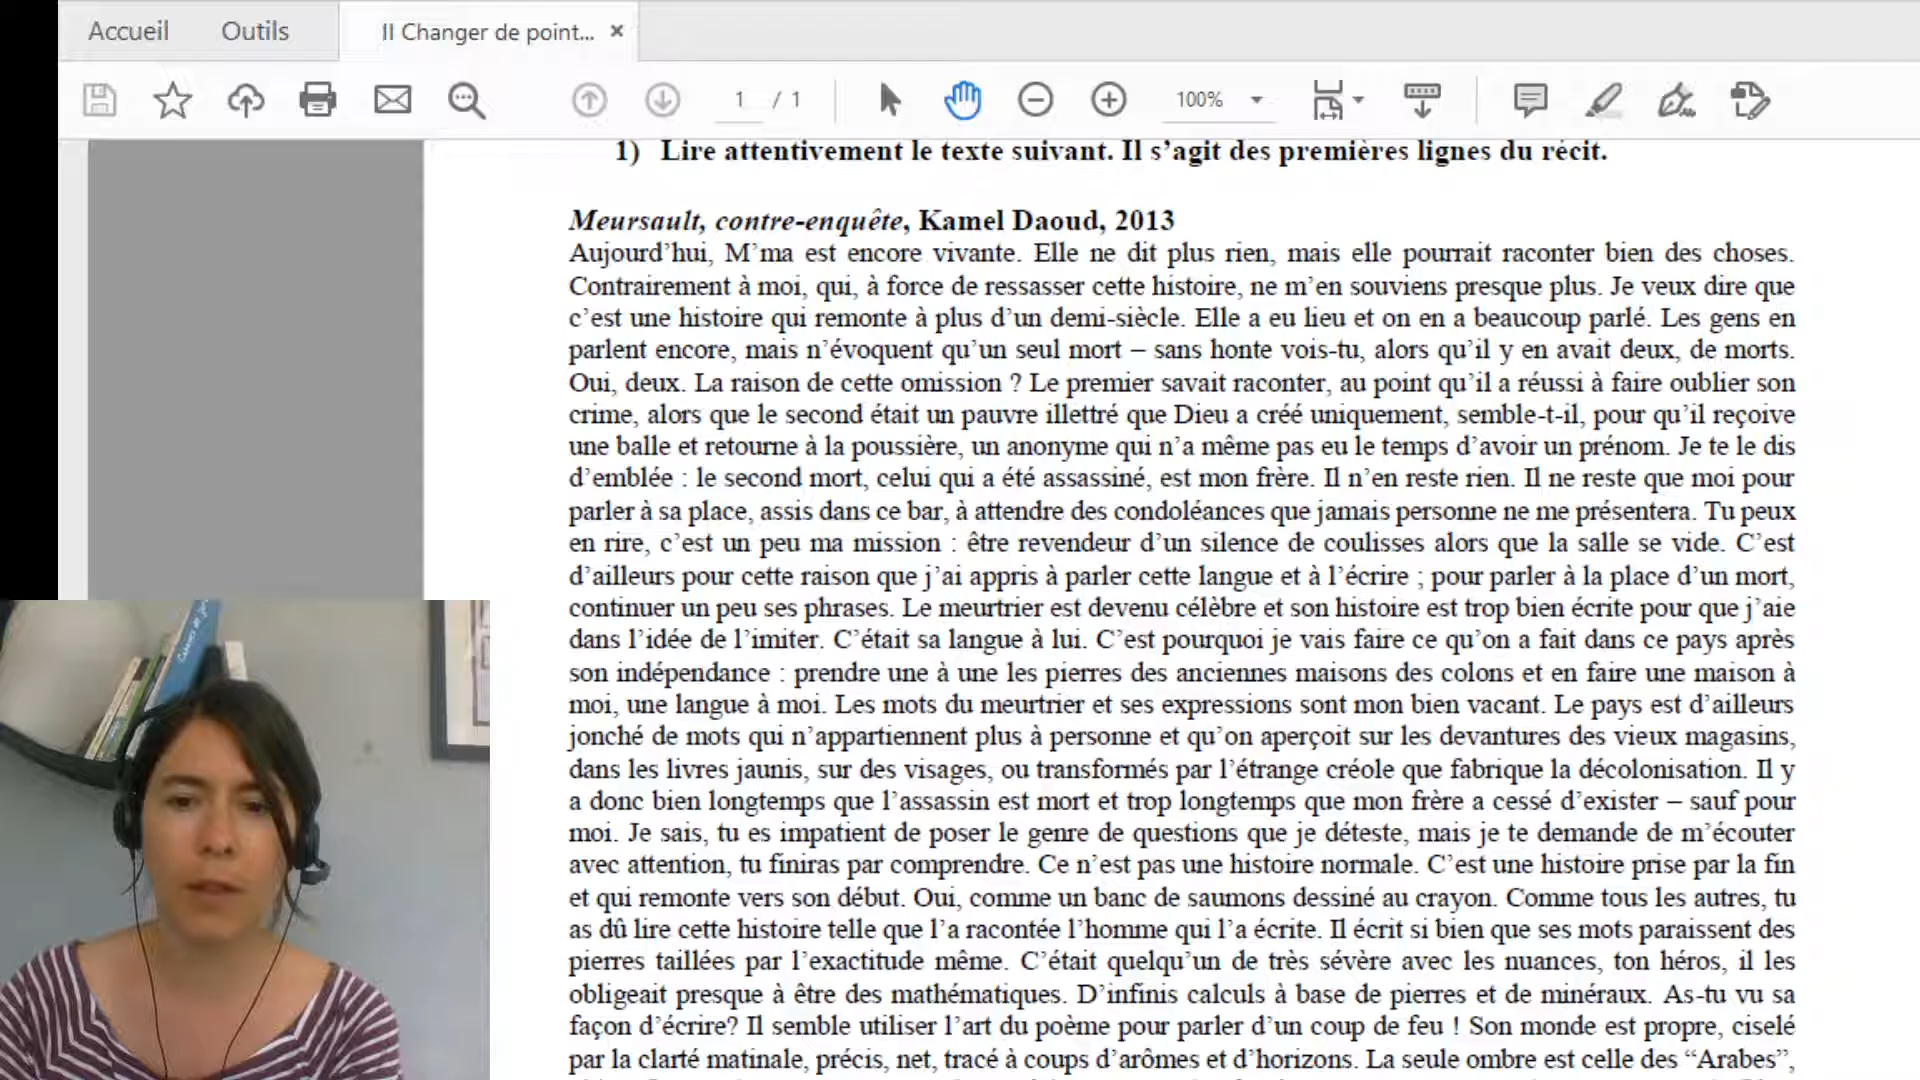 Accueil Outils II Changer de point... ×
1 / 1 100%
1) Lire attentivement le texte suivant. Il s’agit des premières lignes du récit.
Meursault, contre-enquête, Kamel Daoud, 2013
Aujourd’hui, M’ma est encore vivante. Elle ne dit plus rien, mais elle pourrait raconter bien des choses.
Contrairement à moi, qui, à force de ressasser cette histoire, ne m’en souviens presque plus. Je veux dire que
c’est une histoire qui remonte à plus d’un demi-siècle. Elle a eu lieu et on en a beaucoup parlé. Les gens en
parlent encore, mais n’évoquent qu’un seul mort – sans honte vois-tu, alors qu’il y en avait deux, de morts.
Oui, deux. La raison de cette omission ? Le premier savait raconter, au point qu’il a réussi à faire oublier son
crime, alors que le second était un pauvre illettré que Dieu a créé uniquement, semble-t-il, pour qu’il reçoive
une balle et retourne à la poussière, un anonyme qui n’a même pas eu le temps d’avoir un prénom. Je te le dis
d’emblée : le second mort, celui qui a été assassiné, est mon frère. Il n’en reste rien. Il ne reste que moi pour
parler à sa place, assis dans ce bar, à attendre des condoléances que jamais personne ne me présentera. Tu peux
en rire, c’est un peu ma mission : être revendeur d’un silence de coulisses alors que la salle se vide. C’est
d’ailleurs pour cette raison que j’ai appris à parler cette langue et à l’écrire ; pour parler à la place d’un mort,
continuer un peu ses phrases. Le meurtrier est devenu célèbre et son histoire est trop bien écrite pour que j’aie
dans l’idée de l’imiter. C’était sa langue à lui. C’est pourquoi je vais faire ce qu’on a fait dans ce pays après
son indépendance : prendre une à une les pierres des anciennes maisons des colons et en faire une maison à
moi, une langue à moi. Les mots du meurtrier et ses expressions sont mon bien vacant. Le pays est d’ailleurs
jonché de mots qui n’appartiennent plus à personne et qu’on aperçoit sur les devantures des vieux magasins,
dans les livres jaunis, sur des visages, ou transformés par l’étrange créole que fabrique la décolonisation. Il y
a donc bien longtemps que l’assassin est mort et trop longtemps que mon frère a cessé d’exister – sauf pour
moi. Je sais, tu es impatient de poser le genre de questions que je déteste, mais je te demande de m’écouter
avec attention, tu finiras par comprendre. Ce n’est pas une histoire normale. C’est une histoire prise par la fin
et qui remonte vers son début. Oui, comme un banc de saumons dessiné au crayon. Comme tous les autres, tu
as dû lire cette histoire telle que l’a racontée l’homme qui l’a écrite. Il écrit si bien que ses mots paraissent des
pierres taillées par l’exactitude même. C’était quelqu’un de très sévère avec les nuances, ton héros, il les
obligeait presque à être des mathématiques. D’infinis calculs à base de pierres et de minéraux. As-tu vu sa
façon d’écrire? Il semble utiliser l’art du poème pour parler d’un coup de feu ! Son monde est propre, ciselé
par la clarté matinale, précis, net, tracé à coups d’arômes et d’horizons. La seule ombre est celle des “Arabes”,